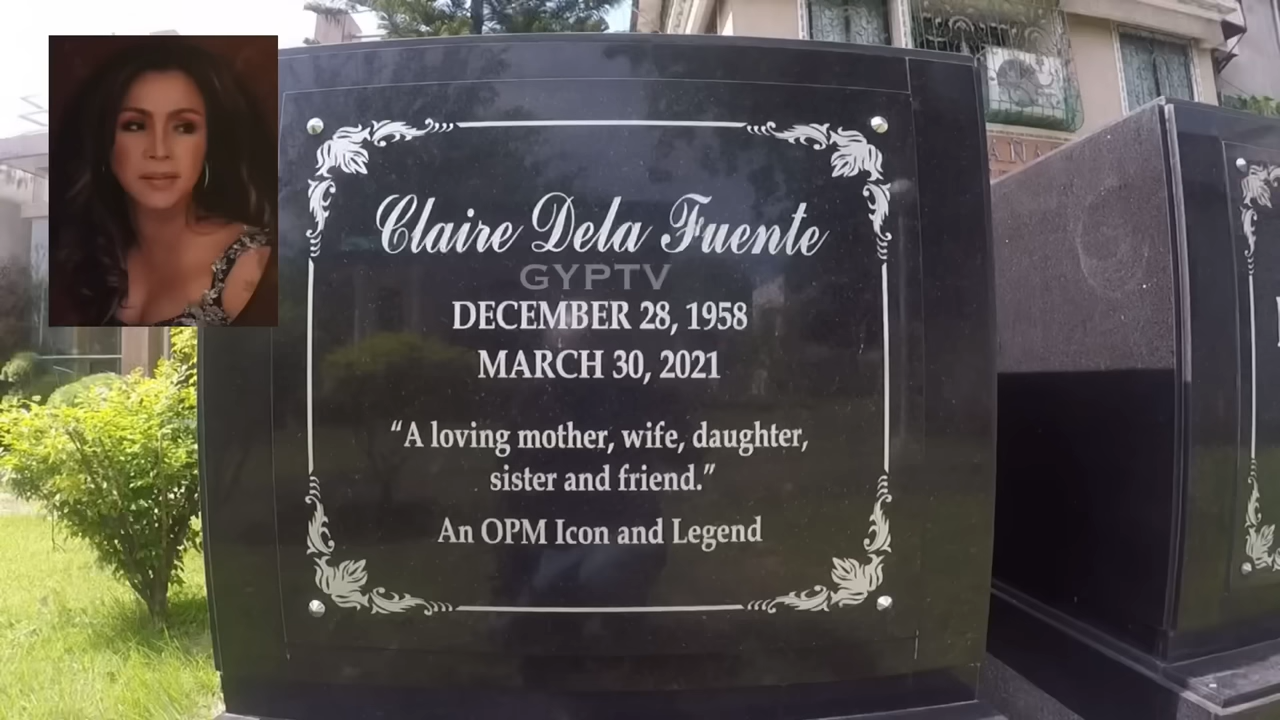 Claire Dela Fuente
GYPTV
DECEMBER 28, 1958
MARCH 30, 2021
“A loving mother, wife, daughter,
sister and friend.”
An OPM Icon and Legend